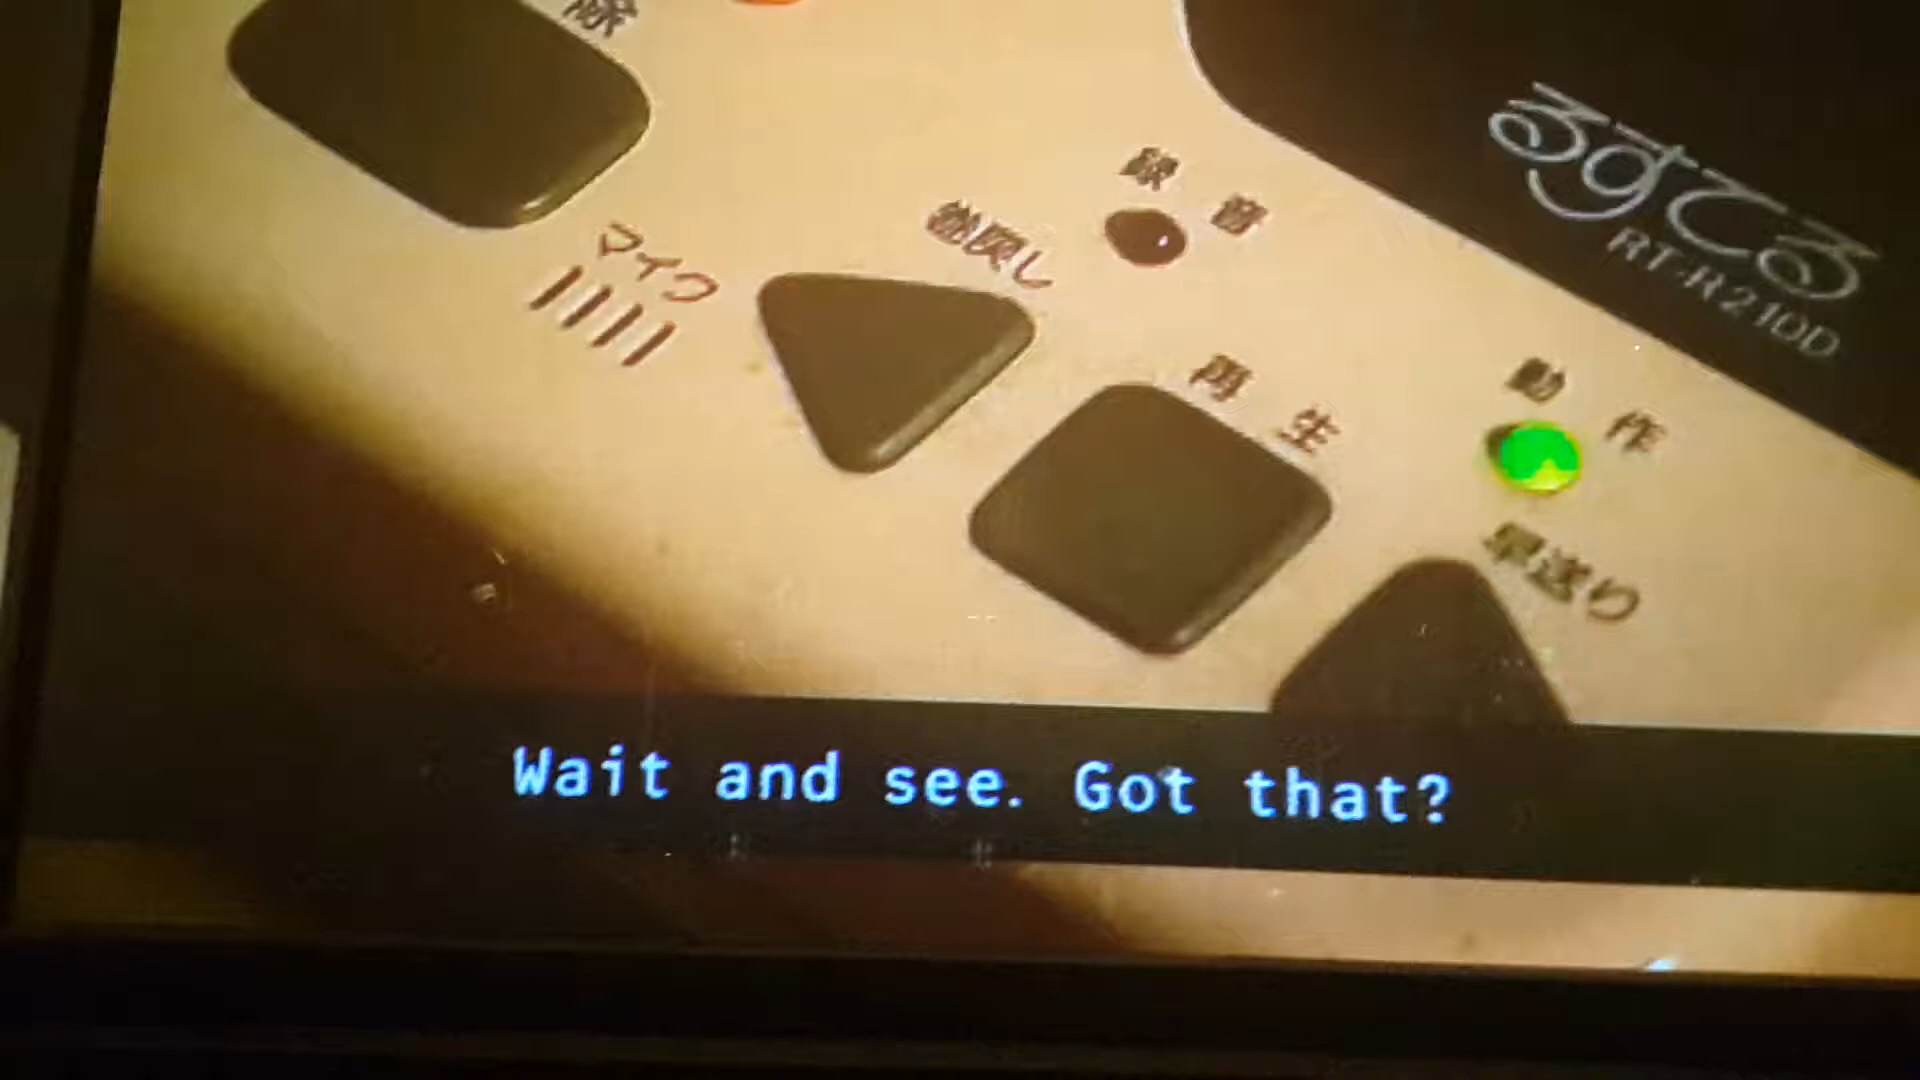 除
るすてる
RT-R210D
録音
巻戻し
マイク
再生
動作
早送り
Wait and see. Got that?